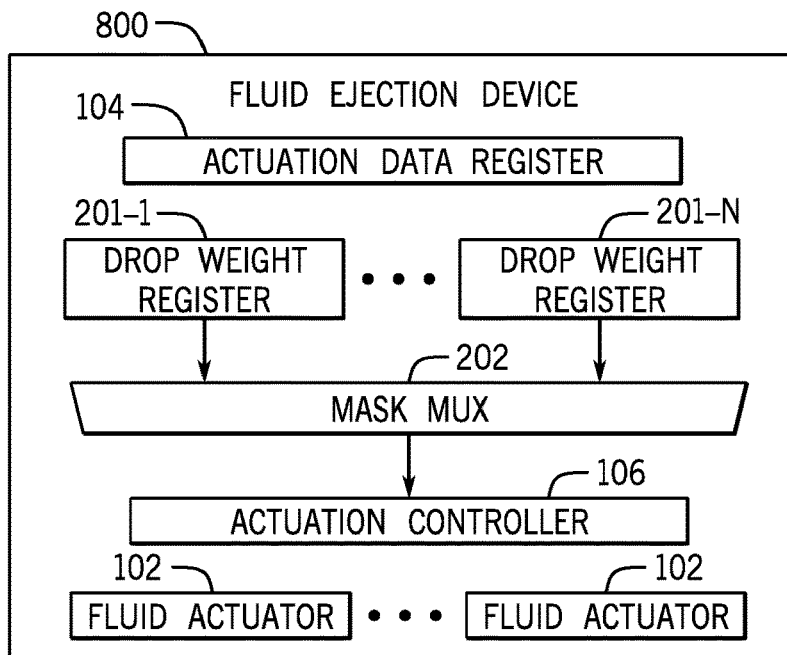 800
FLUID EJECTION DEVICE
104
ACTUATION DATA REGISTER
201-1
201-N
DROP WEIGHT
REGISTER
DROP WEIGHT
REGISTER
202
MASK MUX
106
ACTUATION CONTROLLER
102
102
FLUID ACTUATOR
FLUID ACTUATOR